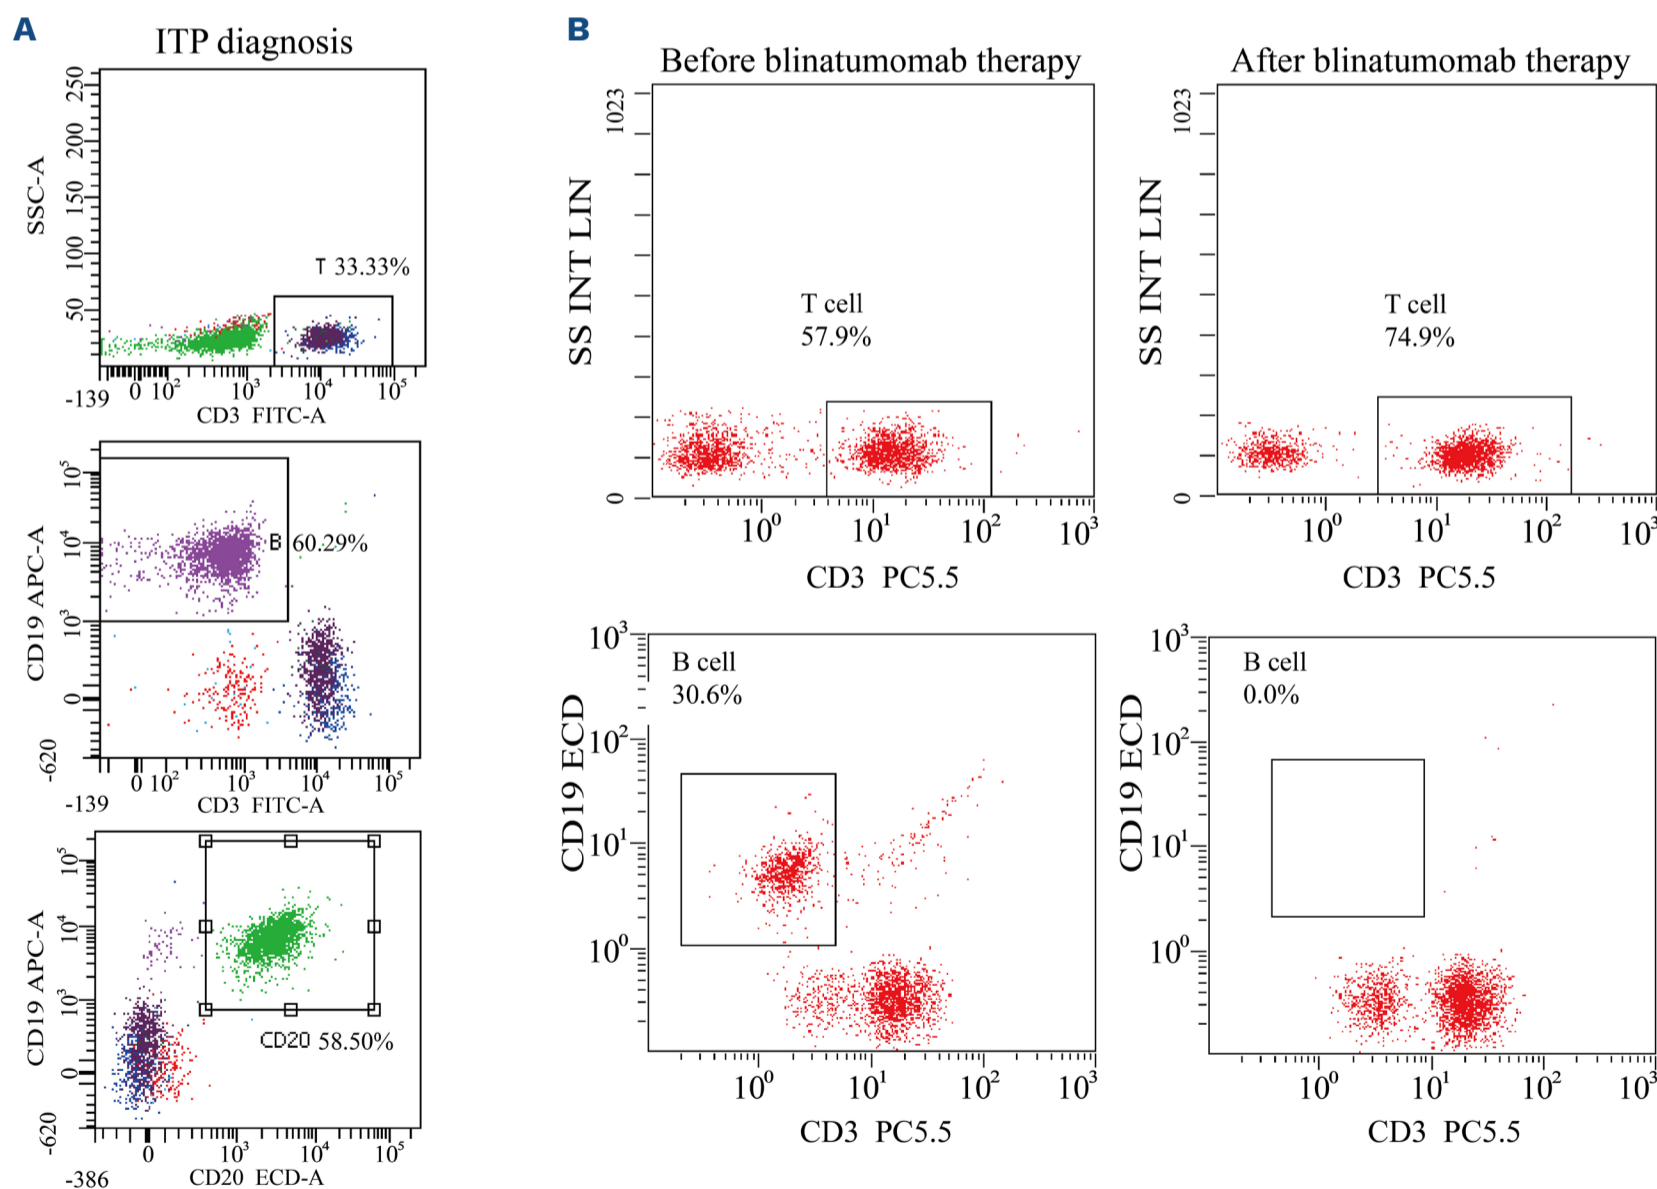 A
ITP diagnosis
250
200
150
100
50
SSC-A
T 33.33%
-139
0 10² 10³ 10⁴ 10⁵
CD3 FITC-A
10⁵
10⁴
10³
0
-620
CD19 APC-A
B 60.29%
-139
0 10² 10³ 10⁴ 10⁵
CD3 FITC-A
10⁵
10⁴
10³
0
-620
CD19 APC-A
CD20 58.50%
-386
0 10³ 10⁴ 10⁵
CD20 ECD-A
B
Before blinatumomab therapy
1023
0
SS INT LIN
T cell
57.9%
10⁰ 10¹ 10² 10³
CD3 PC5.5
After blinatumomab therapy
1023
0
SS INT LIN
T cell
74.9%
10⁰ 10¹ 10² 10³
CD3 PC5.5
10³
10²
10¹
10⁰
CD19 ECD
B cell
30.6%
10⁰ 10¹ 10² 10³
CD3 PC5.5
10³
10²
10¹
10⁰
CD19 ECD
B cell
0.0%
10⁰ 10¹ 10² 10³
CD3 PC5.5